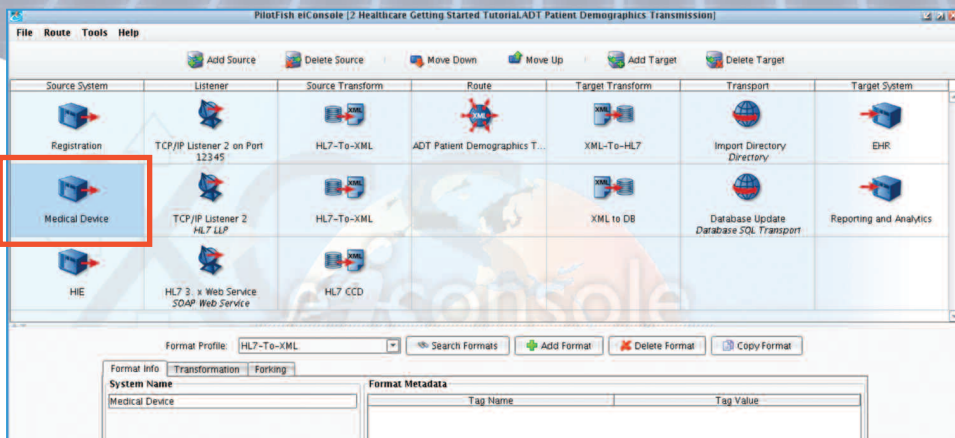 PilotFish eiConsole [2 Healthcare Getting Started Tutorial.ADT Patient Demographics Transmission]
File Route Tools Help
Add Source Delete Source Move Down Move Up Add Target Delete Target
Source System Listener Source Transform Route Target Transform Transport Target System
Registration TCP/IP Listener 2 on Port 12345 HL7-To-XML ADT Patient Demographics T... XML-To-HL7 Import Directory Directory EHR
Medical Device TCP/IP Listener 2 HL7 LLP HL7-To-XML XML to DB Database Update Database SQL Transport Reporting and Analytics
HIE HL7 3.x Web Service SOAP Web Service HL7 CCD
console
Format Profile: HL7-To-XML Search Formats Add Format Delete Format Copy Format
Format Info Transformation Forking
System Name Format Metadata
Medical Device Tag Name Tag Value